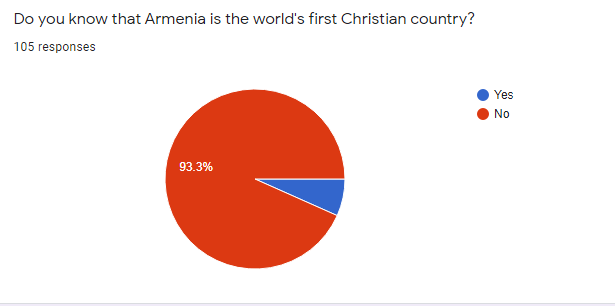 Do you know that Armenia is the world's first Christian country?
105 responses
Yes
No
93.3%